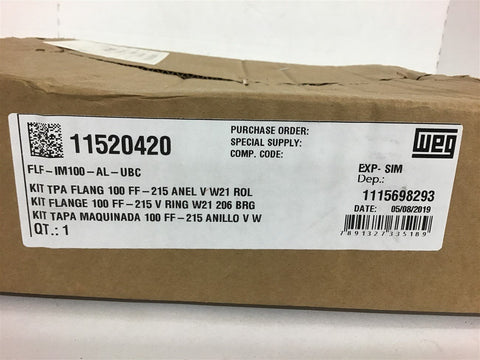 11520420
PURCHASE ORDER:
SPECIAL SUPPLY:
COMP. CODE:
WEG
FLF-IM100-AL-UBC
EXP- SIM
Dep.:
KIT TPA FLANG 100 FF-215 ANEL V W21 ROL
KIT FLANGE 100 FF-215 V RING W21 206 BRG
KIT TAPA MAQUINADA 100 FF-215 ANILLO V W
1115698293
DATE: 05/08/2019
QT.: 1
7891327335189